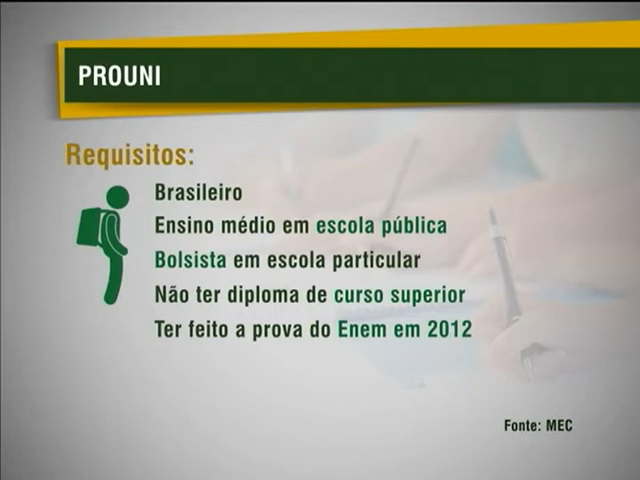 PROUNI
Requisitos:
Brasileiro
Ensino médio em escola pública
Bolsista em escola particular
Não ter diploma de curso superior
Ter feito a prova do Enem em 2012
Fonte: MEC